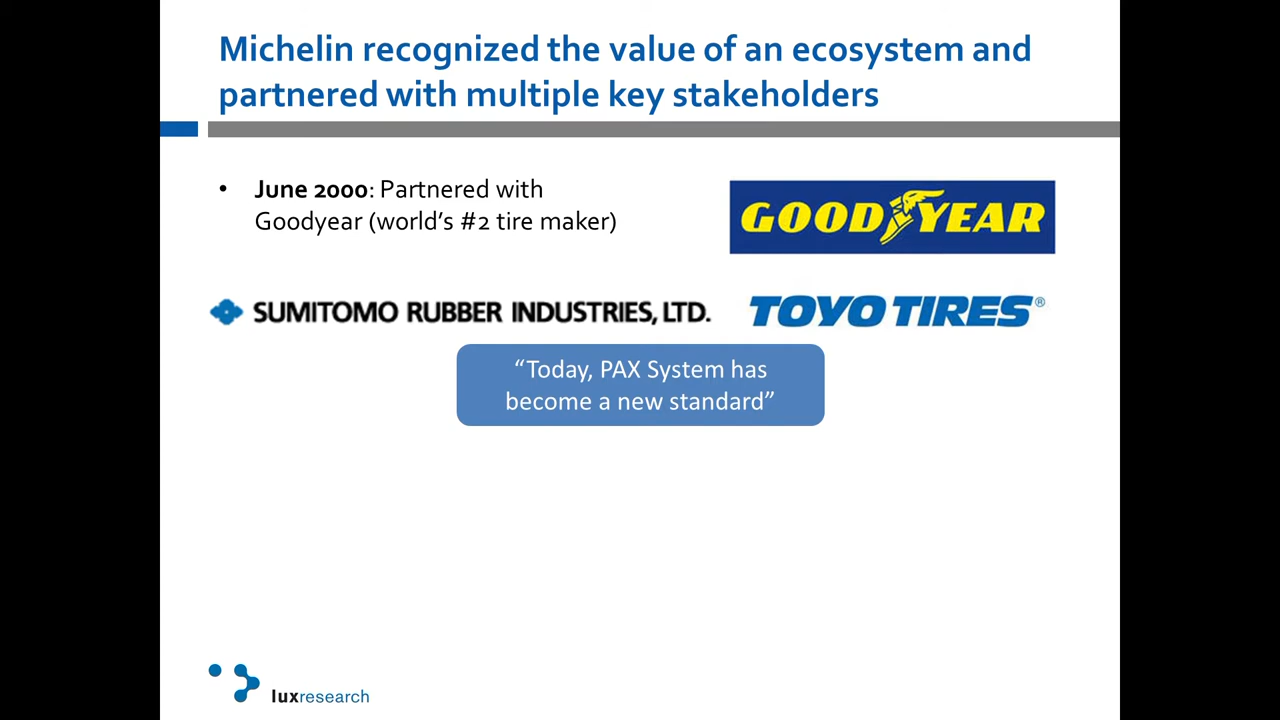 Michelin recognized the value of an ecosystem and
partnered with multiple key stakeholders
• June 2000: Partnered with
Goodyear (world’s #2 tire maker)
GOODYEAR
SUMITOMO RUBBER INDUSTRIES, LTD.
TOYO TIRES®
“Today, PAX System has
become a new standard”
luxresearch